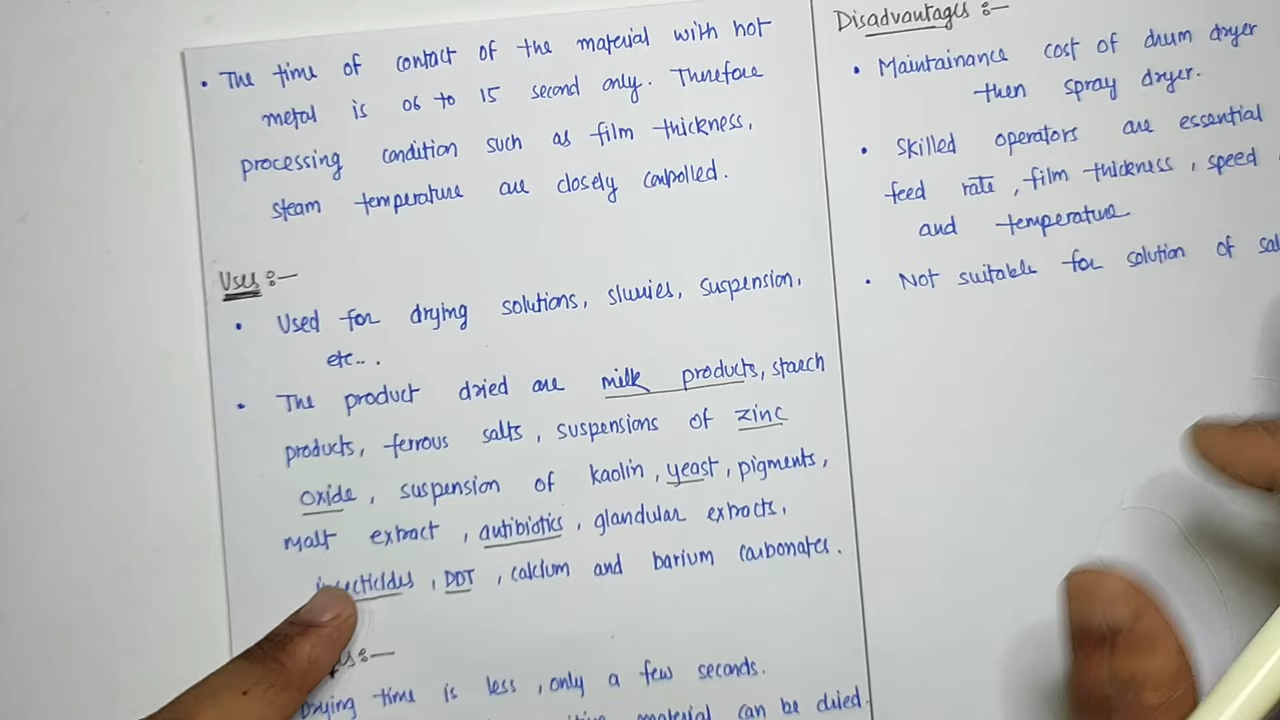 • The time of contact of the material with hot
metal is 06 to 15 second only. Therefore
processing condition such as film thickness,
steam temperature are closely controlled.
Uses :-
• Used for drying solutions, slurries, suspension,
etc...
• The product dried are milk products, starch
products, ferrous salts, suspensions of zinc
oxide, suspension of kaolin, yeast, pigments,
malt extract, antibiotics, glandular extracts,
insecticides, DDT, calcium and barium carbonates.
:-
Drying time is less, only a few seconds.
material can be dried.
Disadvantages :-
• Maintainance cost of drum dryer
then spray dryer.
• Skilled operators are essential
feed rate, film thickness, speed
and temperature
• Not suitable for solution of